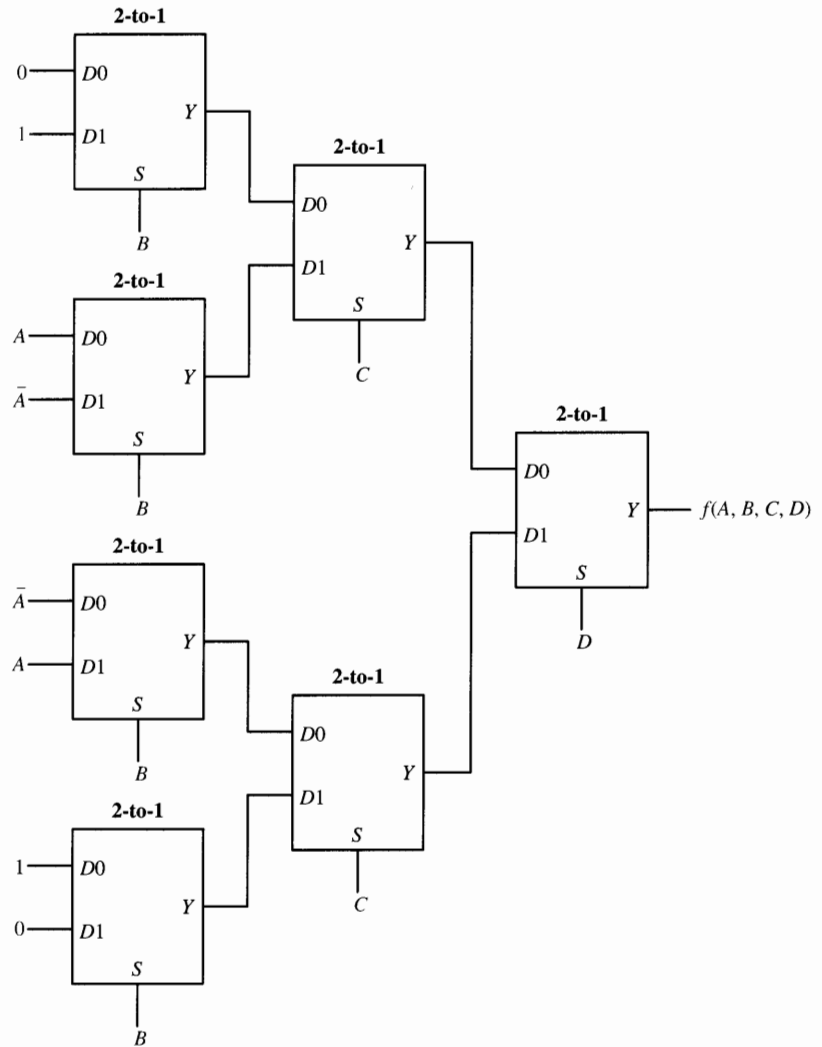 2-to-1
0
D0
Y
1
D1
S
B
2-to-1
D0
Y
D1
S
C
2-to-1
A
D0
Y
Ā
D1
S
B
2-to-1
D0
Y
f(A, B, C, D)
D1
S
D
2-to-1
Ā
D0
Y
A
D1
S
B
2-to-1
D0
Y
D1
S
C
2-to-1
1
D0
Y
0
D1
S
B